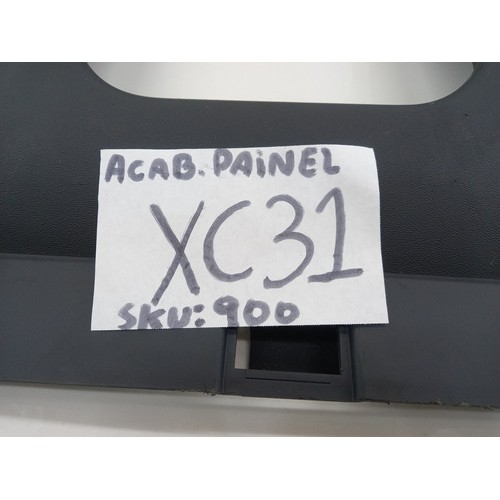 ACAB. PAiNEL
XC31
SKU: 900